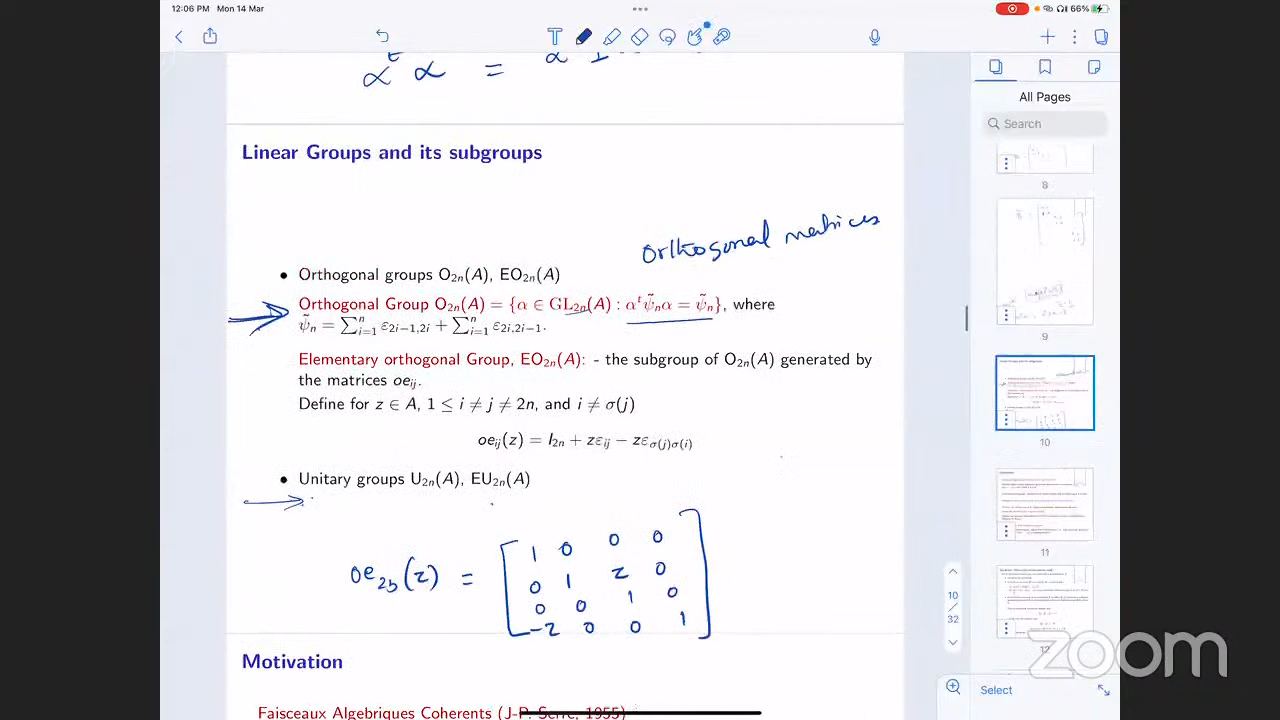 12:06 PM Mon 14 Mar
66%
All Pages
Search
8
9
10
11
12
10
32
Select
α^t α =
Linear Groups and its subgroups
Orthogonal matrices
• Orthogonal groups O₂ₙ(A), EO₂ₙ(A)
Orthogonal Group O₂ₙ(A) = {α ∈ GL₂ₙ(A) : αᵗψ̃ₙα = ψ̃ₙ}, where
ψ̃ₙ = ∑ⁿᵢ₌₁ ε₂ᵢ₋₁,₂ᵢ + ∑ⁿᵢ₌₁ ε₂ᵢ,₂ᵢ₋₁.
Elementary orthogonal Group, EO₂ₙ(A): - the subgroup of O₂ₙ(A) generated by
the matrices oeᵢⱼ.
Define for z ∈ A, 1 ≤ i ≠ j ≠ 2n, and i ≠ σ(j)
oeᵢⱼ(z) = I₂ₙ + zεᵢⱼ − zε_σ(j)σ(i)
• Unitary groups U₂ₙ(A), EU₂ₙ(A)
1 0 0 0
oe₂₃(z) = 0 1 z 0
0 0 1 0
-z 0 0 1
Motivation
Faisceaux Algebriques Coherents (J-P. Serre, 1955)
zoom